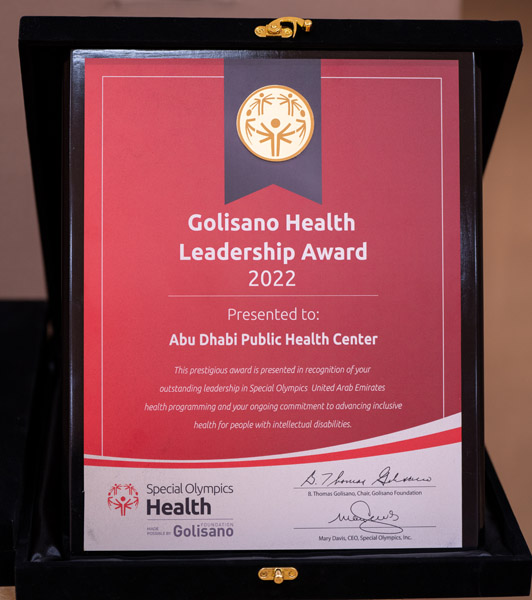 Golisano Health
Leadership Award
2022
Presented to:
Abu Dhabi Public Health Center
This prestigious award is presented in recognition of your
outstanding leadership in Special Olympics United Arab Emirates
health programming and your ongoing commitment to advancing inclusive
health for people with intellectual disabilities.
Special Olympics
Health
MADE
POSSIBLE BY
FOUNDATION
Golisano
B. Thomas Golisano
B. Thomas Golisano, Chair, Golisano Foundation
Mary Davis, CEO, Special Olympics, Inc.